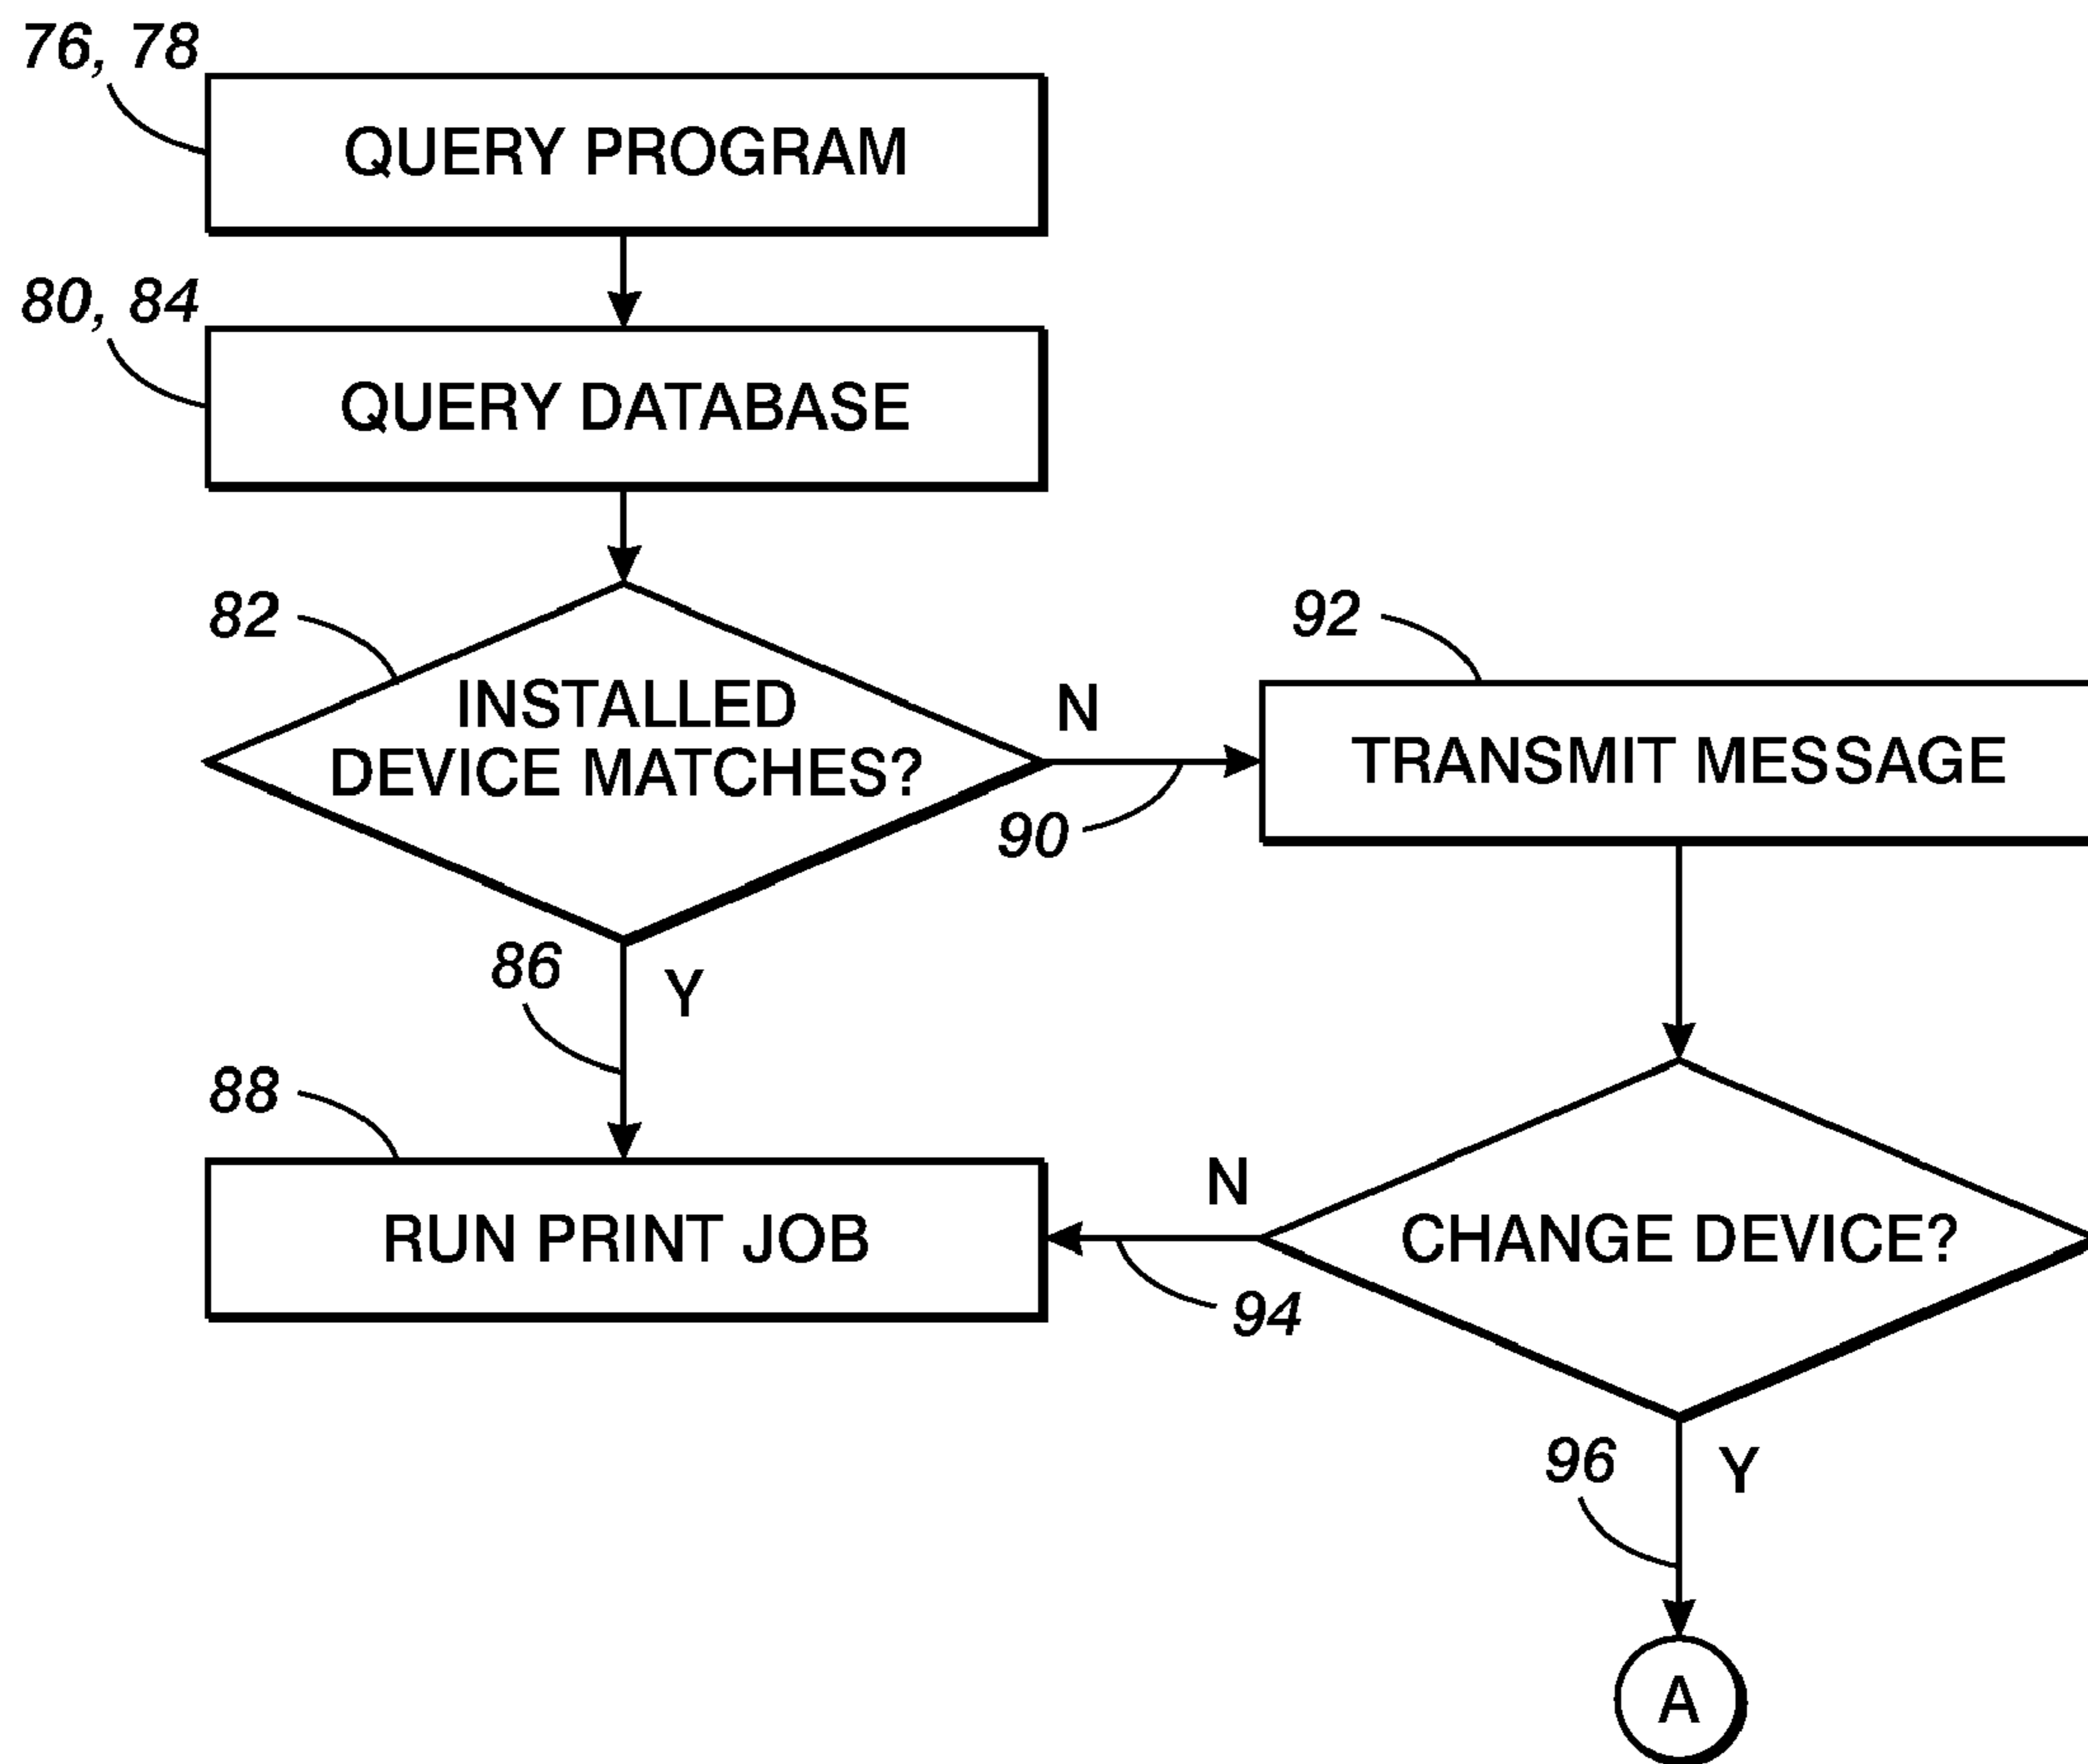 76, 78
QUERY PROGRAM
80, 84
QUERY DATABASE
82
INSTALLED
DEVICE MATCHES?
N
90
92
TRANSMIT MESSAGE
86
Y
88
RUN PRINT JOB
N
94
CHANGE DEVICE?
96
Y
A